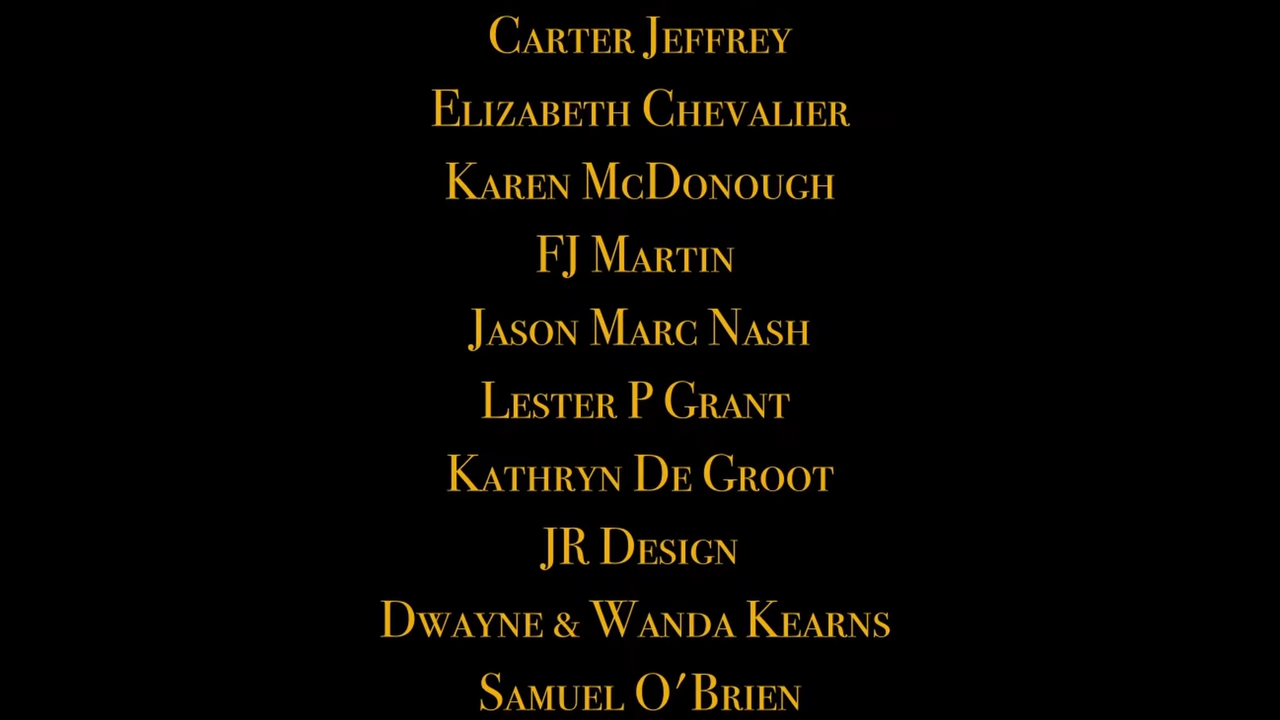 Carter Jeffrey
Elizabeth Chevalier
Karen McDonough
FJ Martin
Jason Marc Nash
Lester P Grant
Kathryn De Groot
JR Design
Dwayne & Wanda Kearns
Samuel O'Brien